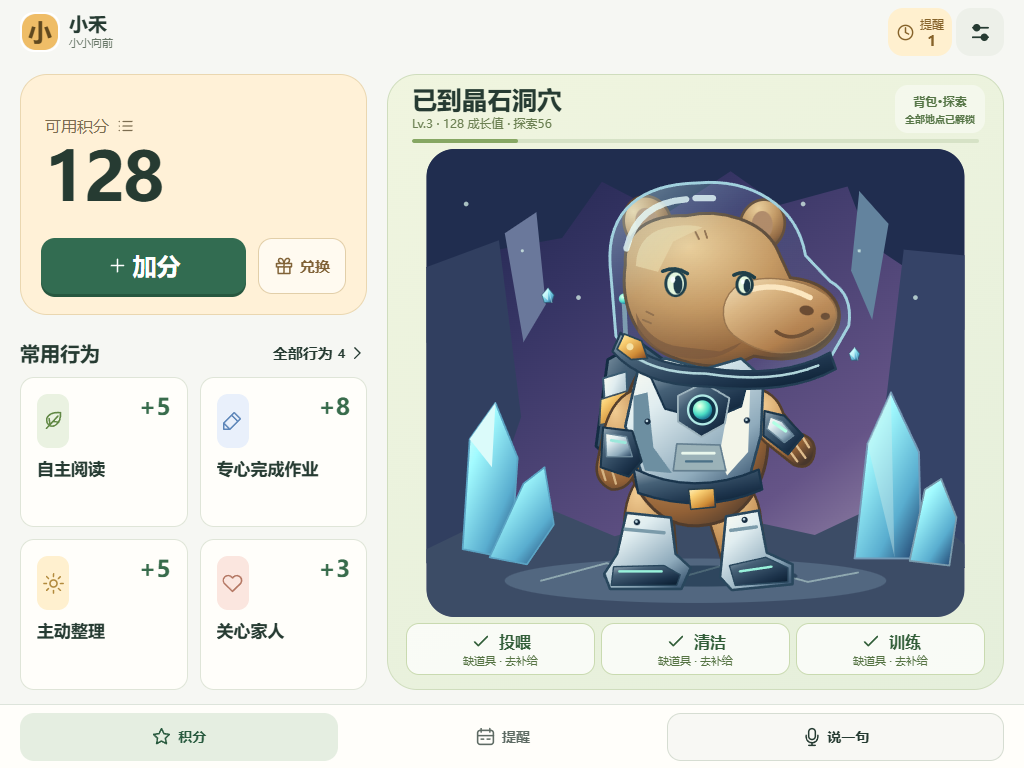 小
小禾
小小向前
提醒
1
可用积分
128
+ 加分
兑换
常用行为
全部行为 4
+5
自主阅读
+8
专心完成作业
+5
主动整理
+3
关心家人
已到晶石洞穴
Lv.3 · 128 成长值 · 探索56
背包•探索
全部地点已解锁
投喂
缺道具 · 去补给
清洁
缺道具 · 去补给
训练
缺道具 · 去补给
积分
提醒
说一句